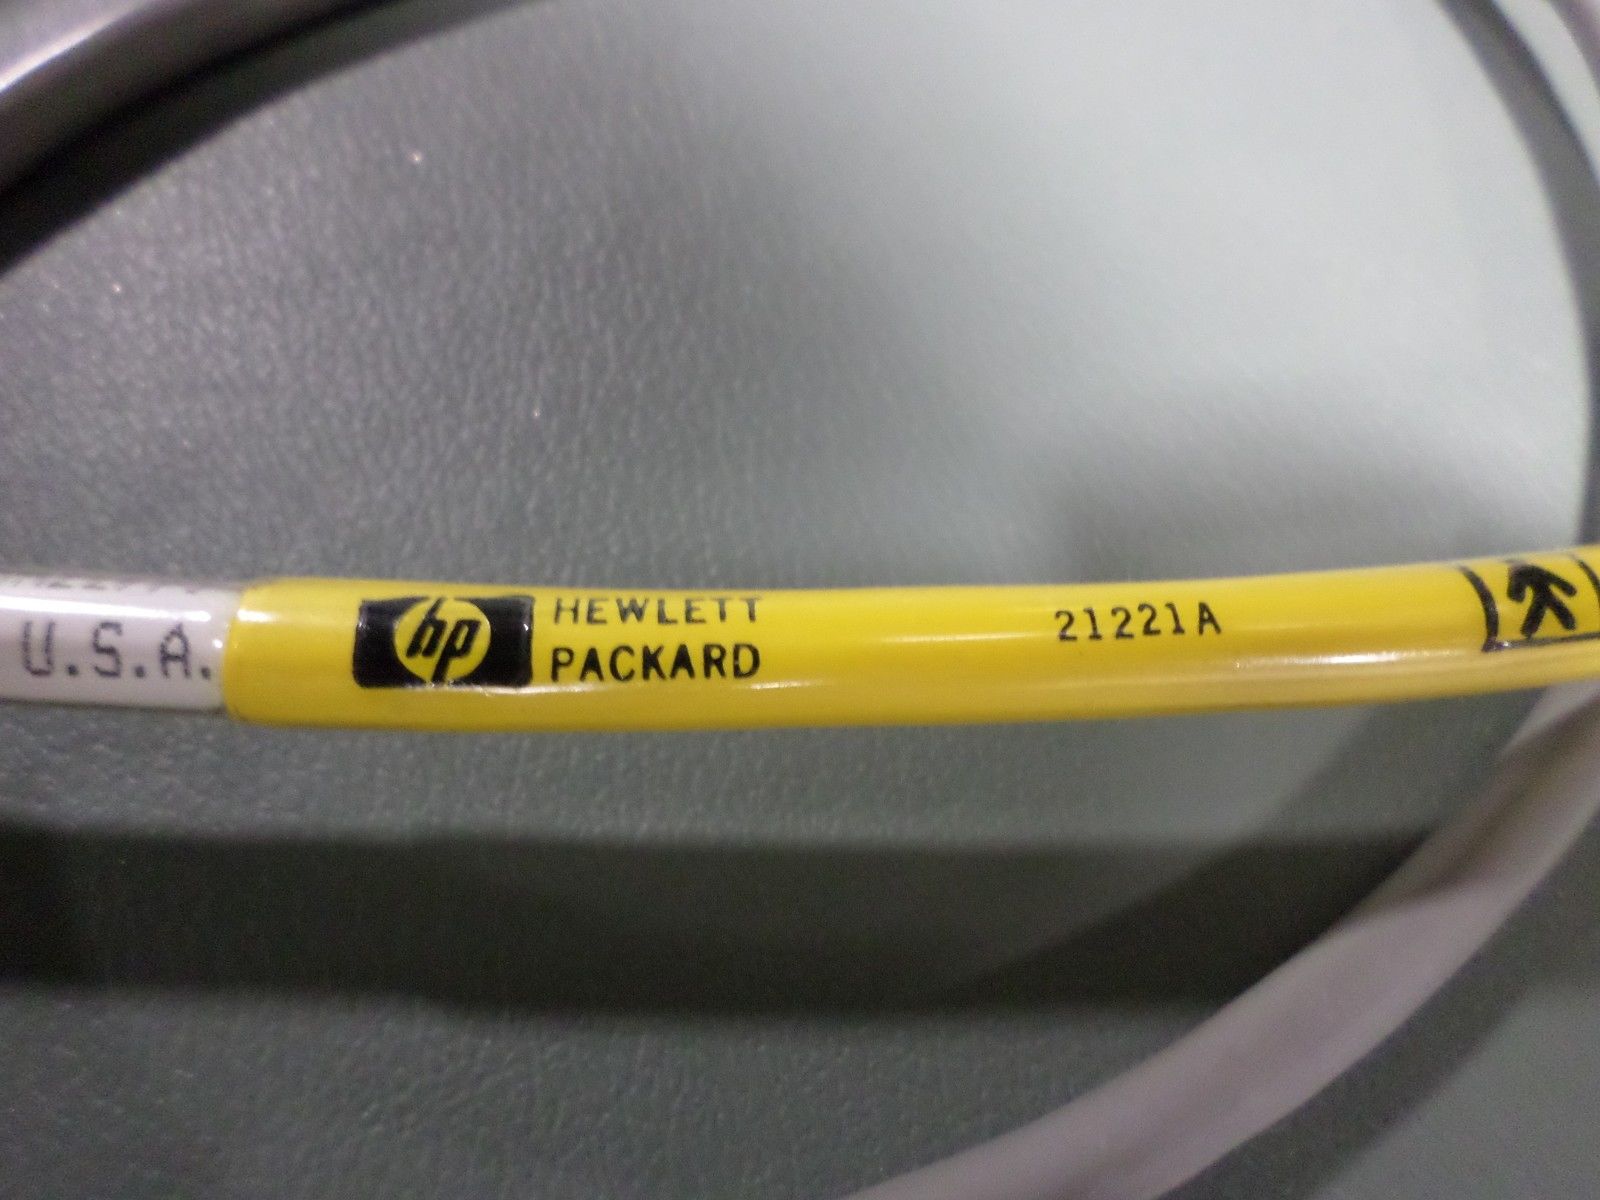 U.S.A.
hp
HEWLETT
PACKARD
21221A